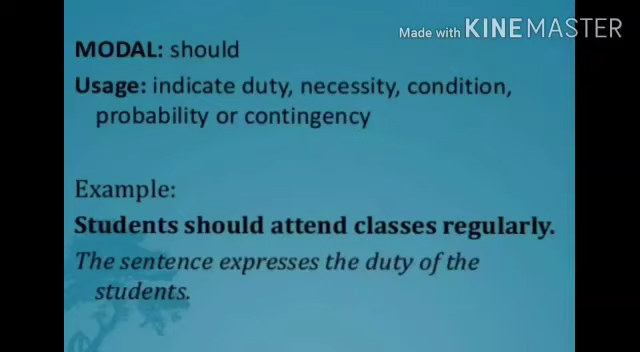 Made with KINEMASTER
MODAL: should
Usage: indicate duty, necessity, condition,
probability or contingency
Example:
Students should attend classes regularly.
The sentence expresses the duty of the
students.